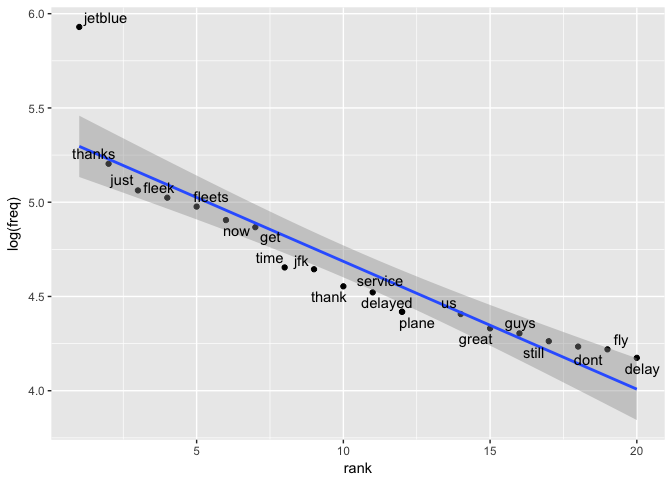 6.0
jetblue
5.5
thanks
just
fleek
fleets
5.0
now
get
time
jfk
thank
service
delayed
plane
4.5
us
great
guys
still
dont
fly
delay
4.0
log(freq)
5
10
15
20
rank